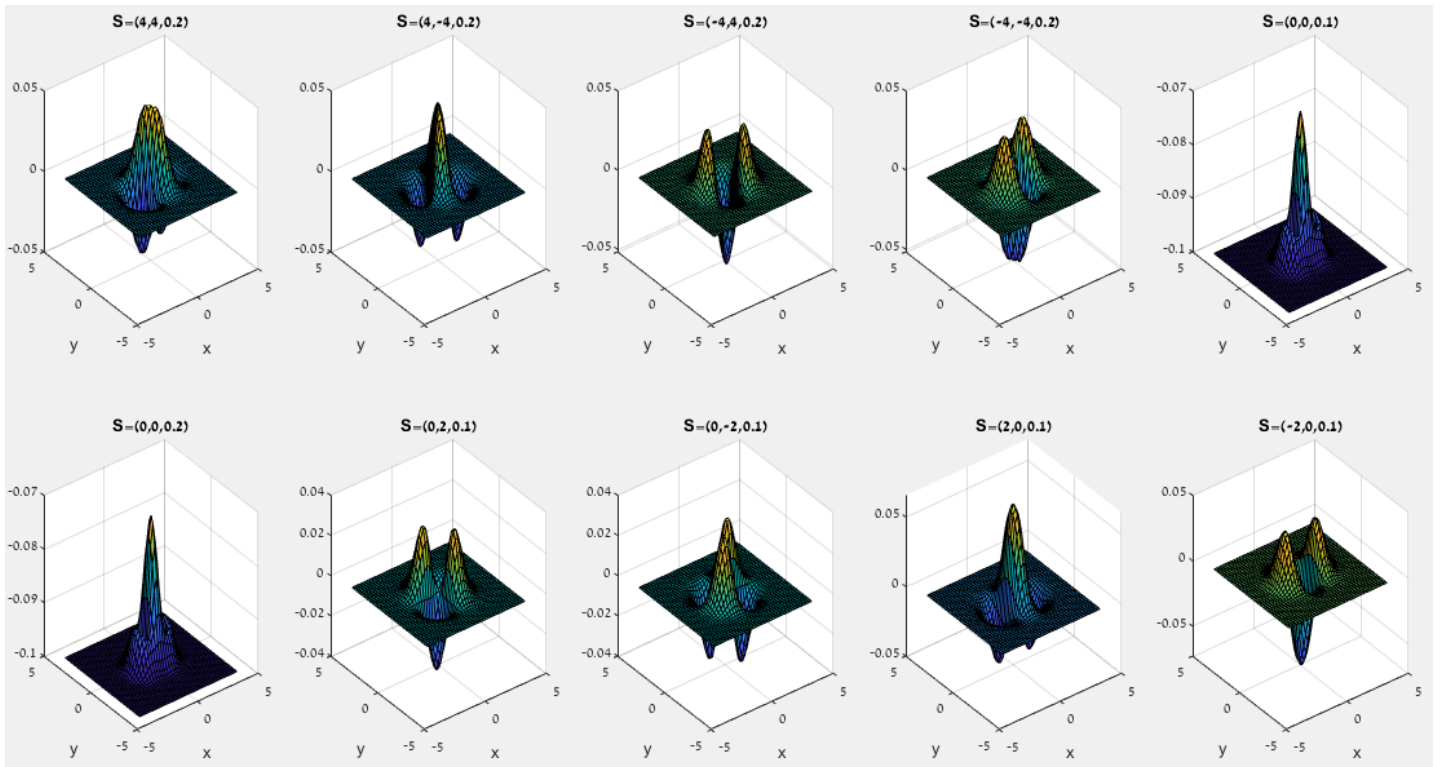 S=(4,4,0.2) S=(4,-4,0.2) S=(-4,4,0.2) S=(-4,-4,0.2) S=(0,0,0.1)
0.05 0.05 0.05 0.05 -0.07
-0.08
0 0 0 0
-0.09
-0.05 -0.05 -0.05 -0.05 -0.1
5 5 5 5 5 5 5 5 5 5
0 0 0 0 0 0 0 0 0 0
y -5 -5 x y -5 -5 x y -5 -5 x y -5 -5 x y -5 -5 x
S=(0,0,0.2) S=(0,2,0.1) S=(0,-2,0.1) S=(2,0,0.1) S=(-2,0,0.1)
-0.07 0.04 0.04 0.05 0.05
-0.08 0.02 0.02
0 0 0 0
-0.09 -0.02 -0.02
-0.05
-0.1 -0.04 -0.04 -0.05
5 5 5 5 5 5 5 5 5 5
0 0 0 0 0 0 0 0 0 0
y -5 -5 x y -5 -5 x y -5 -5 x y -5 -5 x y -5 -5 x